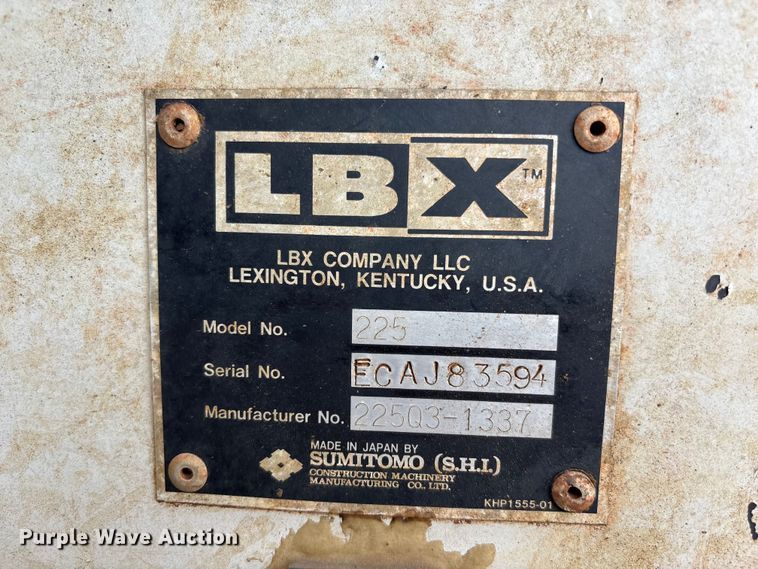 LBX™
LBX COMPANY LLC
LEXINGTON, KENTUCKY, U.S.A.
Model No. 225
Serial No. ECAJ83594
Manufacturer No. 225Q3-1337
MADE IN JAPAN BY
SUMITOMO (S.H.I.)
CONSTRUCTION MACHINERY
MANUFACTURING CO., LTD.
KHP1555-01
Purple Wave Auction